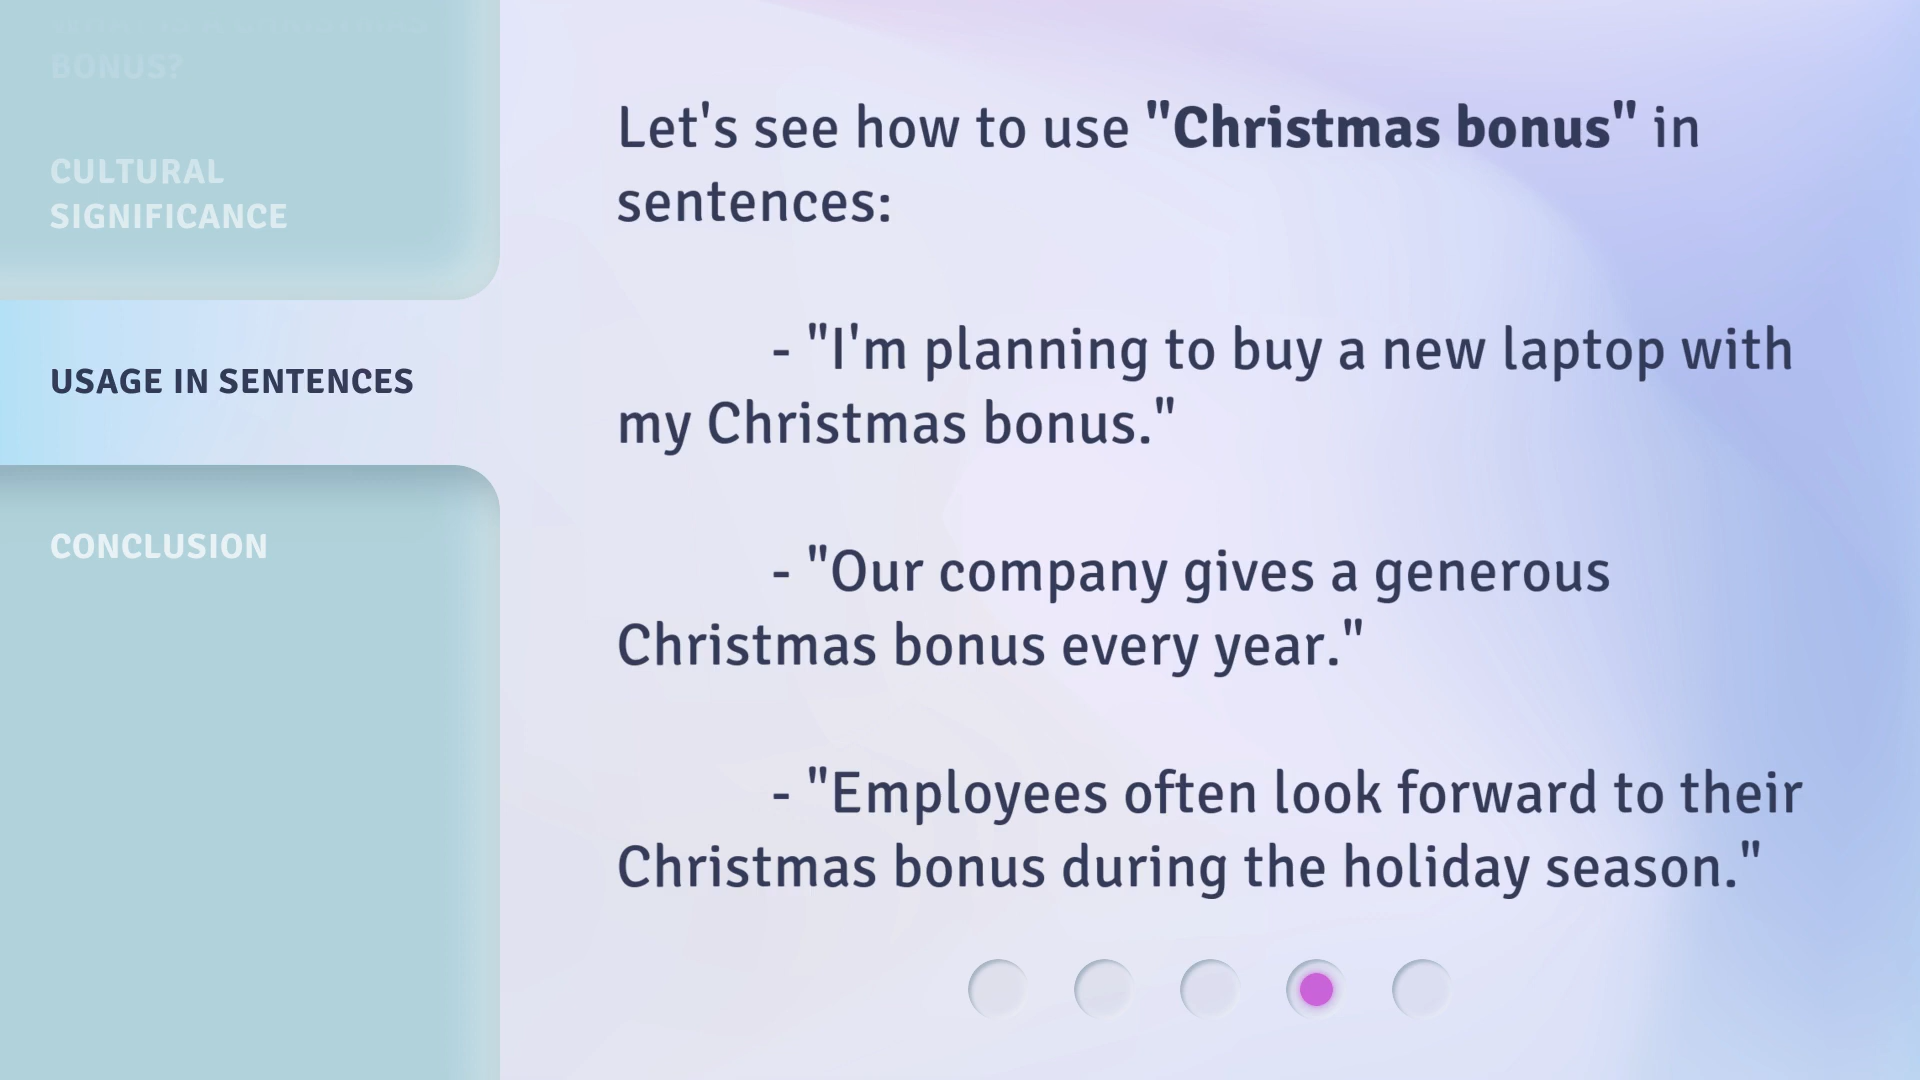 BONUS?
CULTURAL
SIGNIFICANCE
USAGE IN SENTENCES
CONCLUSION
Let's see how to use "Christmas bonus" in
sentences:
- "I'm planning to buy a new laptop with
my Christmas bonus."
- "Our company gives a generous
Christmas bonus every year."
- "Employees often look forward to their
Christmas bonus during the holiday season."